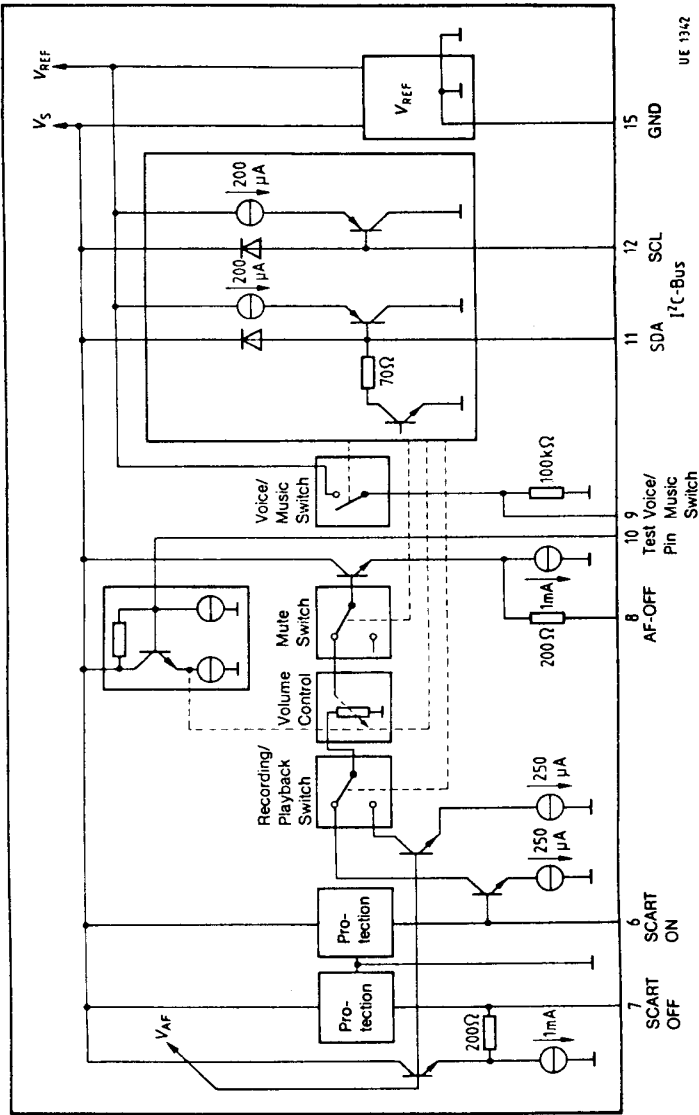 V_AF
V_S
V_REF
Pro-
tection
Pro-
tection
Recording/
Playback
Switch
Volume
Control
Mute
Switch
Voice/
Music
Switch
V_REF
200
µA
200
µA
70Ω
200Ω
1mA
250
µA
250
µA
200Ω
1mA
100kΩ
7
SCART
OFF
6
SCART
ON
8
AF-OFF
10
Test
Pin
9
Voice/
Music
Switch
11
SDA
12
SCL
I²C-Bus
15
GND
UE 1342